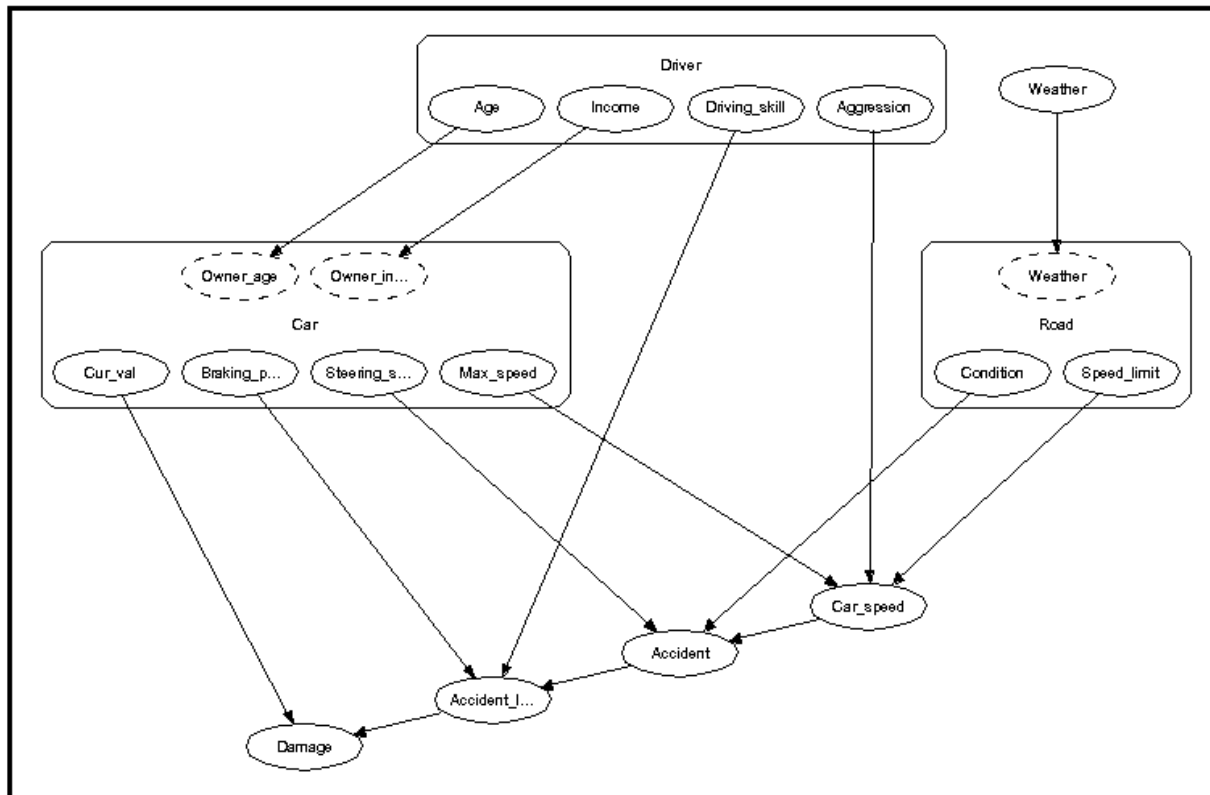 Driver
Age
Income
Driving_skill
Aggression
Weather
Owner_age
Owner_in...
Weather
Car
Road
Cur_val
Braking_p...
Steering_s...
Max_speed
Condition
Speed_limit
Car_speed
Accident
Accident_l...
Damage